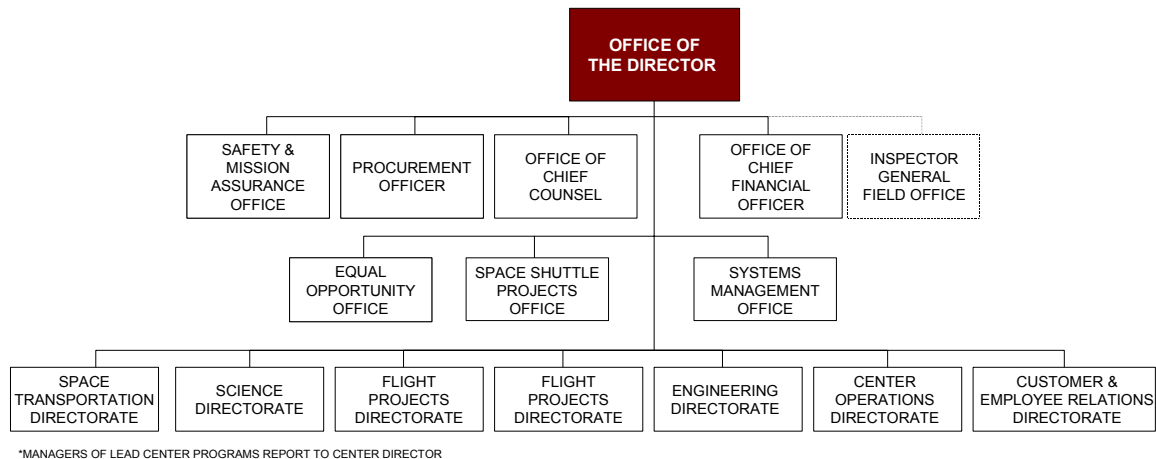 OFFICE OF
THE DIRECTOR
SAFETY &
MISSION
ASSURANCE
OFFICE
PROCUREMENT
OFFICER
OFFICE OF
CHIEF
COUNSEL
OFFICE OF
CHIEF
FINANCIAL
OFFICER
INSPECTOR
GENERAL
FIELD OFFICE
EQUAL
OPPORTUNITY
OFFICE
SPACE SHUTTLE
PROJECTS
OFFICE
SYSTEMS
MANAGEMENT
OFFICE
SPACE
TRANSPORTATION
DIRECTORATE
SCIENCE
DIRECTORATE
FLIGHT
PROJECTS
DIRECTORATE
FLIGHT
PROJECTS
DIRECTORATE
ENGINEERING
DIRECTORATE
CENTER
OPERATIONS
DIRECTORATE
CUSTOMER &
EMPLOYEE RELATIONS
DIRECTORATE
*MANAGERS OF LEAD CENTER PROGRAMS REPORT TO CENTER DIRECTOR